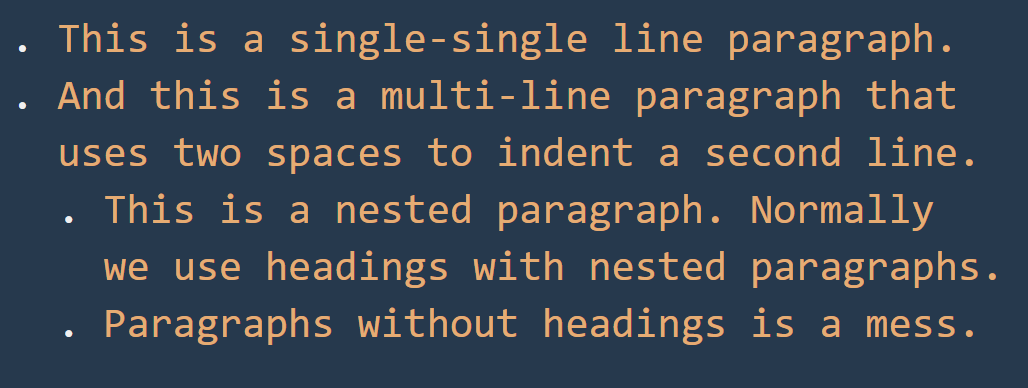 . This is a single-single line paragraph.
. And this is a multi-line paragraph that
  uses two spaces to indent a second line.
  . This is a nested paragraph. Normally
    we use headings with nested paragraphs.
  . Paragraphs without headings is a mess.